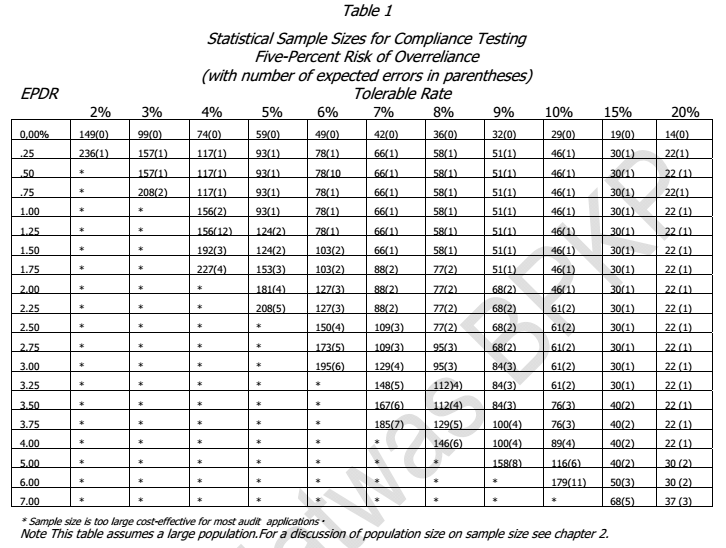 Table 1
Statistical Sample Sizes for Compliance Testing
Five-Percent Risk of Overreliance
(with number of expected errors in parentheses)
EPDR Tolerable Rate
2% 3% 4% 5% 6% 7% 8% 9% 10% 15% 20%
0,00% 149(0) 99(0) 74(0) 59(0) 49(0) 42(0) 36(0) 32(0) 29(0) 19(0) 14(0)
.25 236(1) 157(1) 117(1) 93(1) 78(1) 66(1) 58(1) 51(1) 46(1) 30(1) 22(1)
.50 * 157(1) 117(1) 93(1) 78(10 66(1) 58(1) 51(1) 46(1) 30(1) 22(1)
.75 * 208(2) 117(1) 93(1) 78(1) 66(1) 58(1) 51(1) 46(1) 30(1) 22(1)
1.00 * * 156(2) 93(1) 78(1) 66(1) 58(1) 51(1) 46(1) 30(1) 22 (1)
1.25 * * 156(12) 124(2) 78(1) 66(1) 58(1) 51(1) 46(1) 30(1) 22 (1)
1.50 * * 192(3) 124(2) 103(2) 66(1) 58(1) 51(1) 46(1) 30(1) 22 (1)
1.75 * * 227(4) 153(3) 103(2) 88(2) 77(2) 51(1) 46(1) 30(1) 22 (1)
2.00 * * * 181(4) 127(3) 88(2) 77(2) 68(2) 46(1) 30(1) 22 (1)
2.25 * * * 208(5) 127(3) 88(2) 77(2) 68(2) 61(2) 30(1) 22 (1)
2.50 * * * * 150(4) 109(3) 77(2) 68(2) 61(2) 30(1) 22 (1)
2.75 * * * * 173(5) 109(3) 95(3) 68(2) 61(2) 30(1) 22 (1)
3.00 * * * * 195(6) 129(4) 95(3) 84(3) 61(2) 30(1) 22 (1)
3.25 * * * * * 148(5) 112)4) 84(3) 61(2) 30(1) 22 (1)
3.50 * * * * * 167(6) 112(4) 84(3) 76(3) 40(2) 22 (1)
3.75 * * * * * 185(7) 129(5) 100(4) 76(3) 40(2) 22 (1)
4.00 * * * * * * 146(6) 100(4) 89(4) 40(2) 22 (1)
5.00 * * * * * * * 158(8) 116(6) 40(2) 30 (2)
6.00 * * * * * * * * 179(11) 50(3) 30 (2)
7.00 * * * * * * * * * 68(5) 37 (3)
* Sample size is too large cost-effective for most audit applications·
Note This table assumes a large population.For a discussion of population size on sample size see chapter 2.